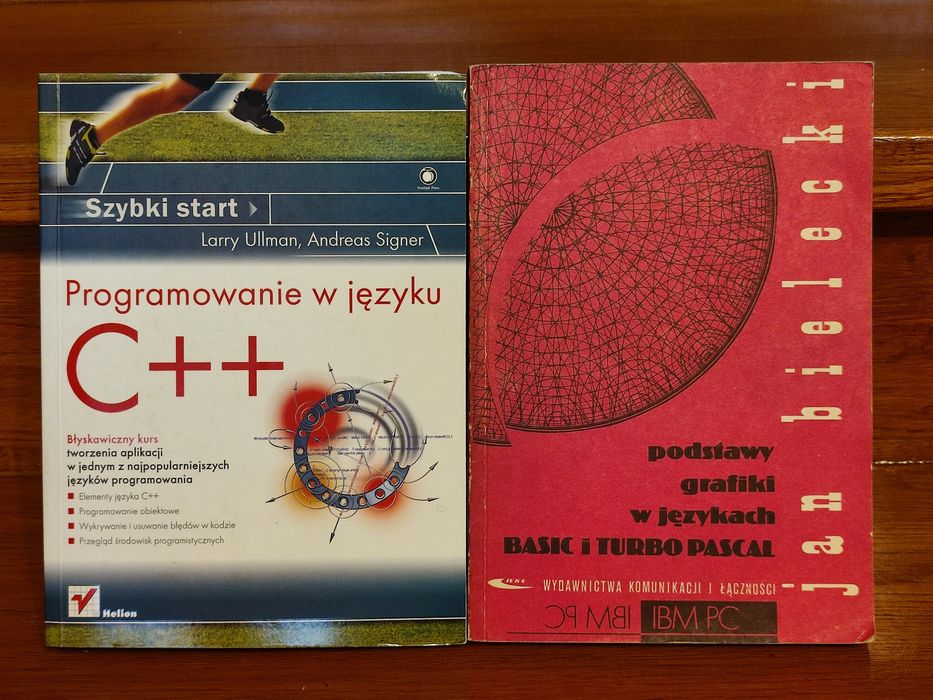 Szybki start
Larry Ullman, Andreas Signer
Programowanie w języku
C++
Błyskawiczny kurs
tworzenia aplikacji
w jednym z najpopularniejszych
języków programowania
Elementy języka C++
Programowanie obiektowe
Wykrywanie i usuwanie błędów w kodzie
Przegląd środowisk programistycznych
Helion
jan bielecki
podstawy
grafiki
w językach
BASIC i TURBO PASCAL
WYDAWNICTWA KOMUNIKACJI I ŁĄCZNOŚCI
IBM PC IBM PC